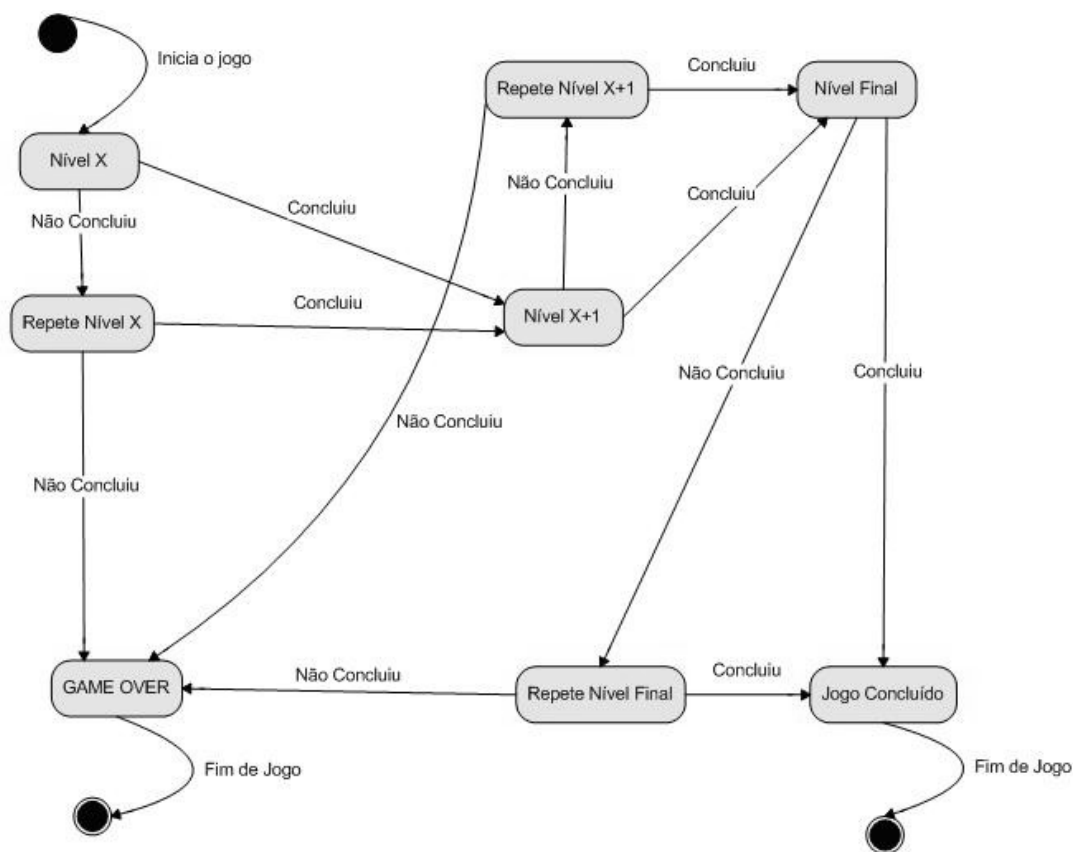 Inicia o jogo
Concluiu
Repete Nível X+1
Nível Final
Nível X
Não Concluiu
Concluiu
Concluiu
Não Concluiu
Repete Nível X
Concluiu
Nível X+1
Não Concluiu
Concluiu
Não Concluiu
Não Concluiu
Não Concluiu
Concluiu
GAME OVER
Repete Nível Final
Jogo Concluído
Fim de Jogo
Fim de Jogo